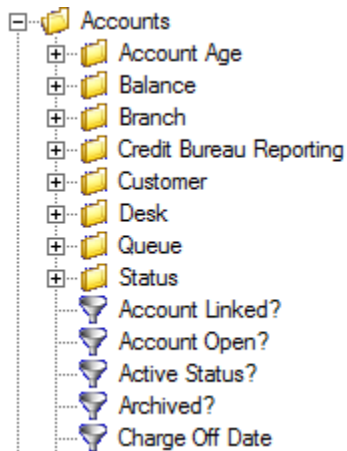 Accounts
Account Age
Balance
Branch
Credit Bureau Reporting
Customer
Desk
Queue
Status
Account Linked?
Account Open?
Active Status?
Archived?
Charge Off Date